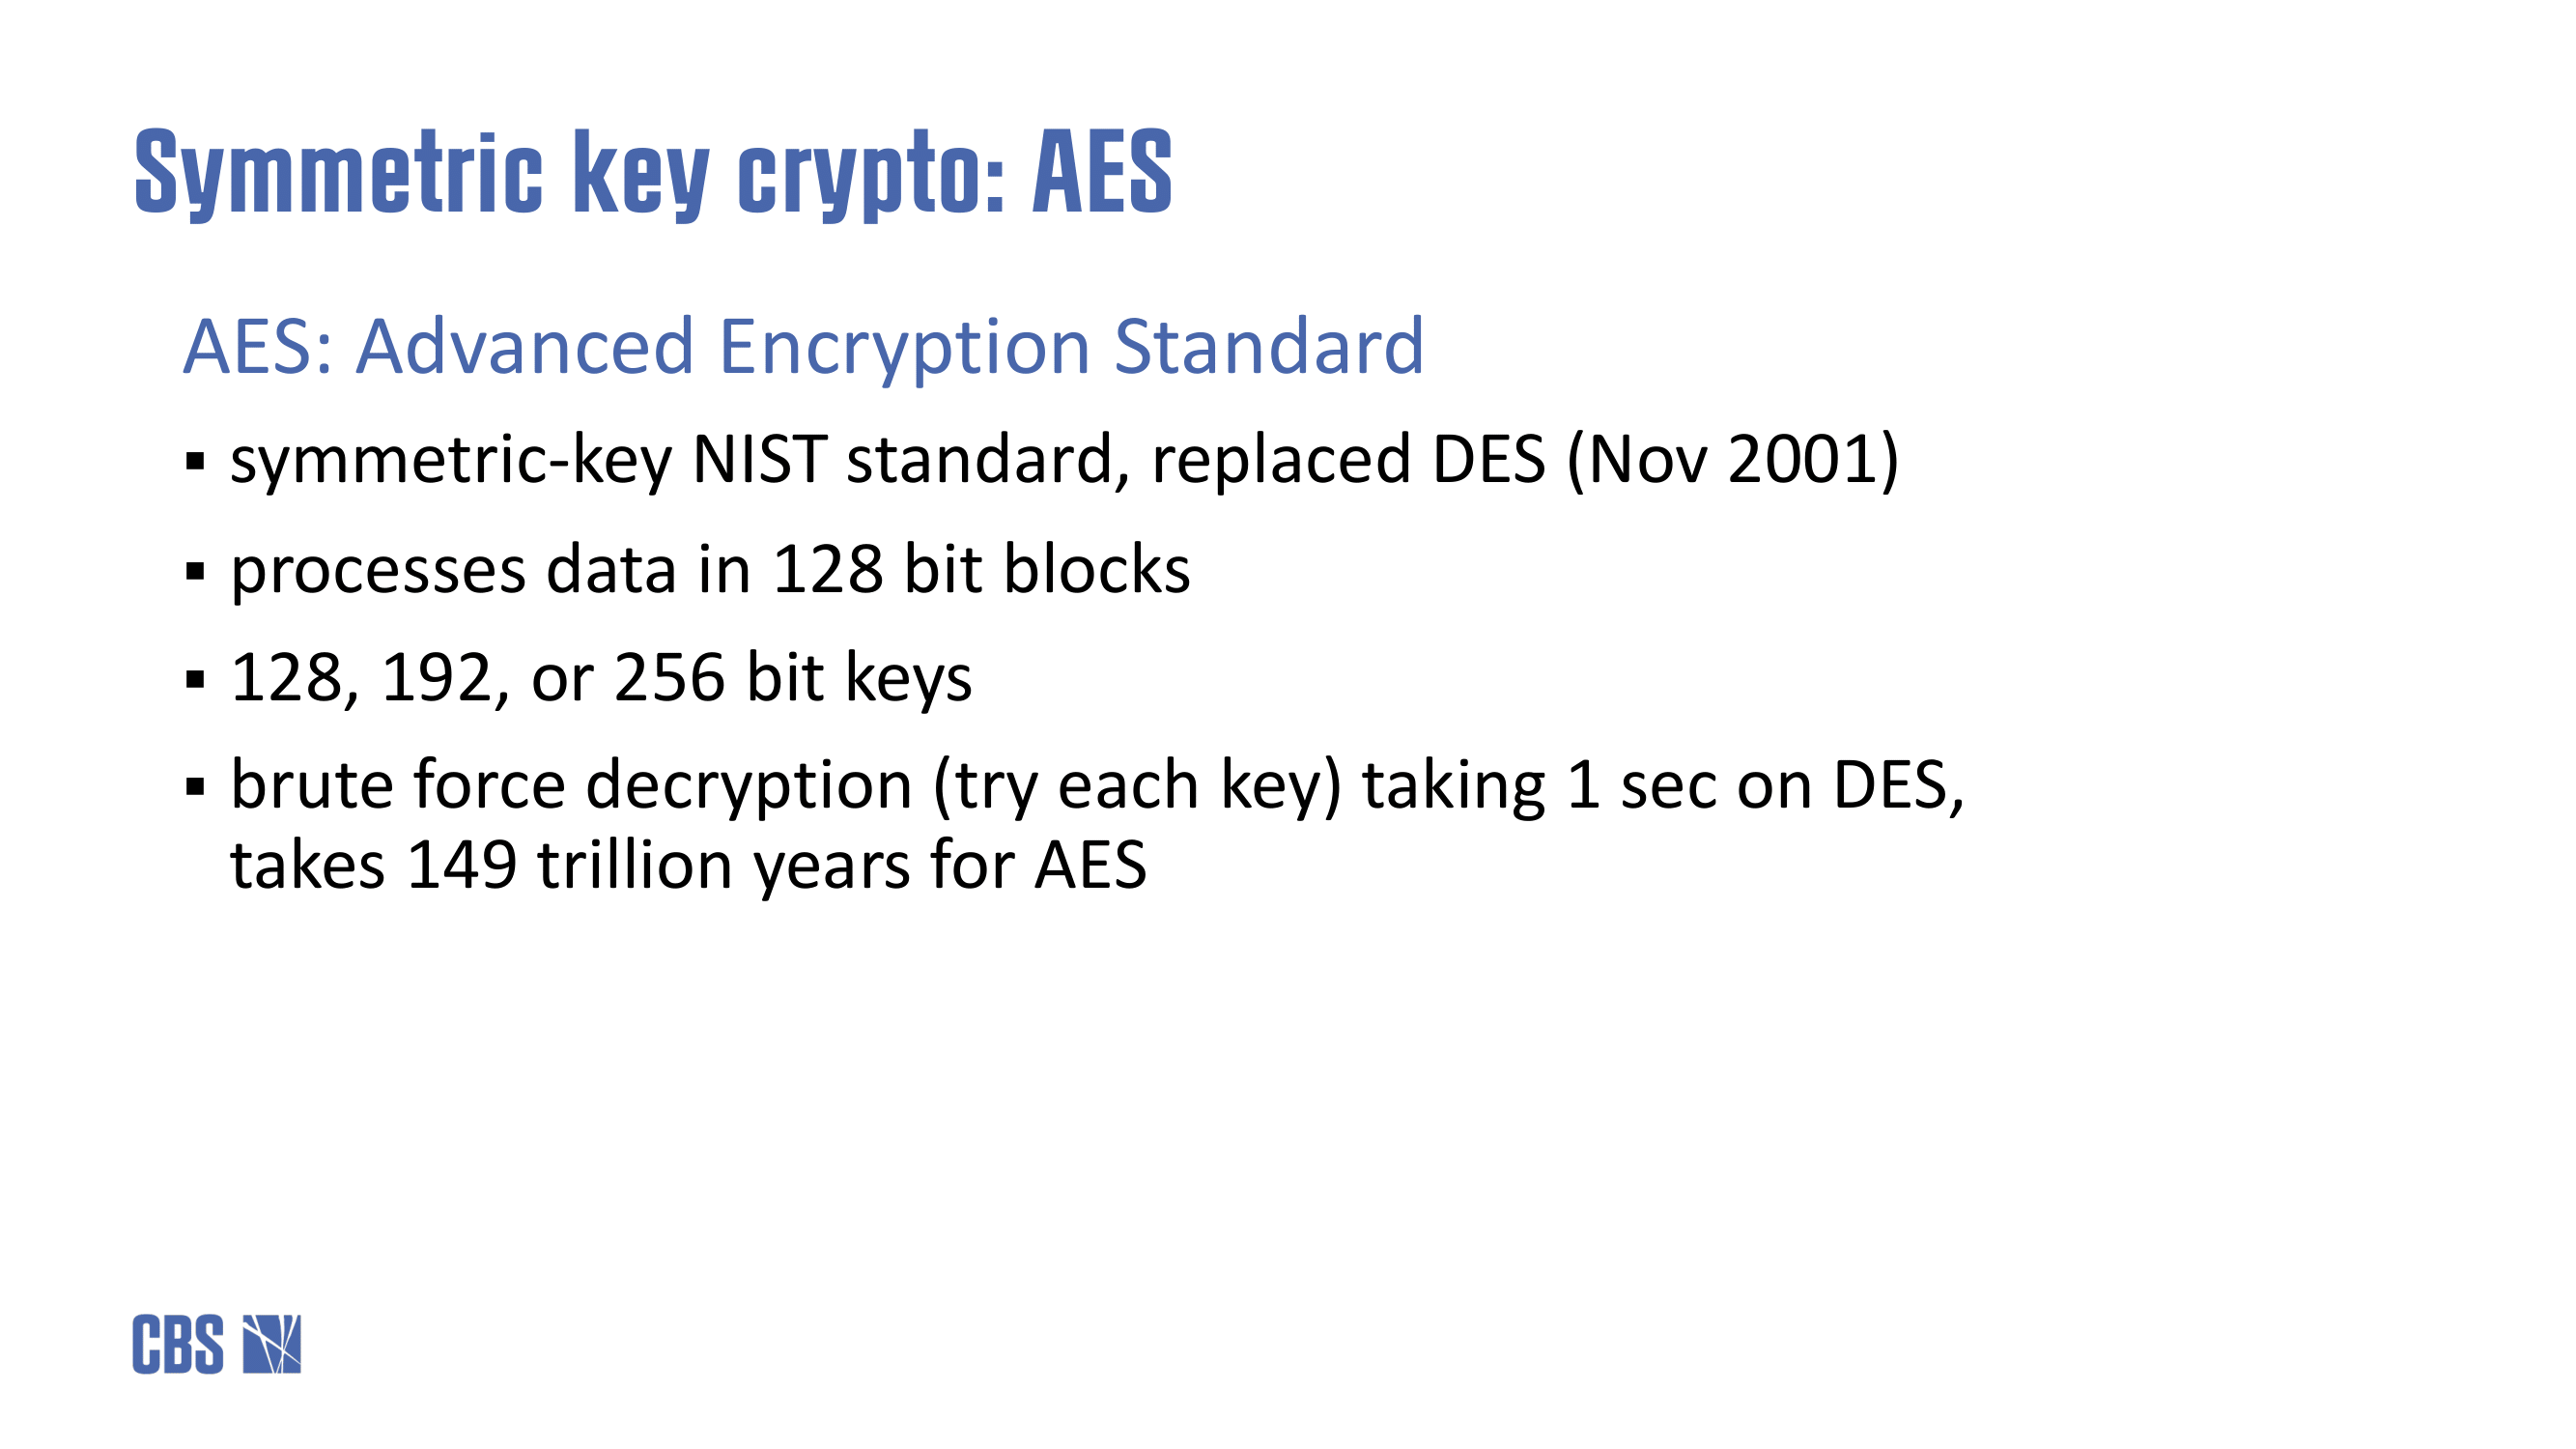 Symmetric key crypto: AES
AES: Advanced Encryption Standard
▪ symmetric-key NIST standard, replaced DES (Nov 2001)
▪ processes data in 128 bit blocks
▪ 128, 192, or 256 bit keys
▪ brute force decryption (try each key) taking 1 sec on DES,
takes 149 trillion years for AES
CBS